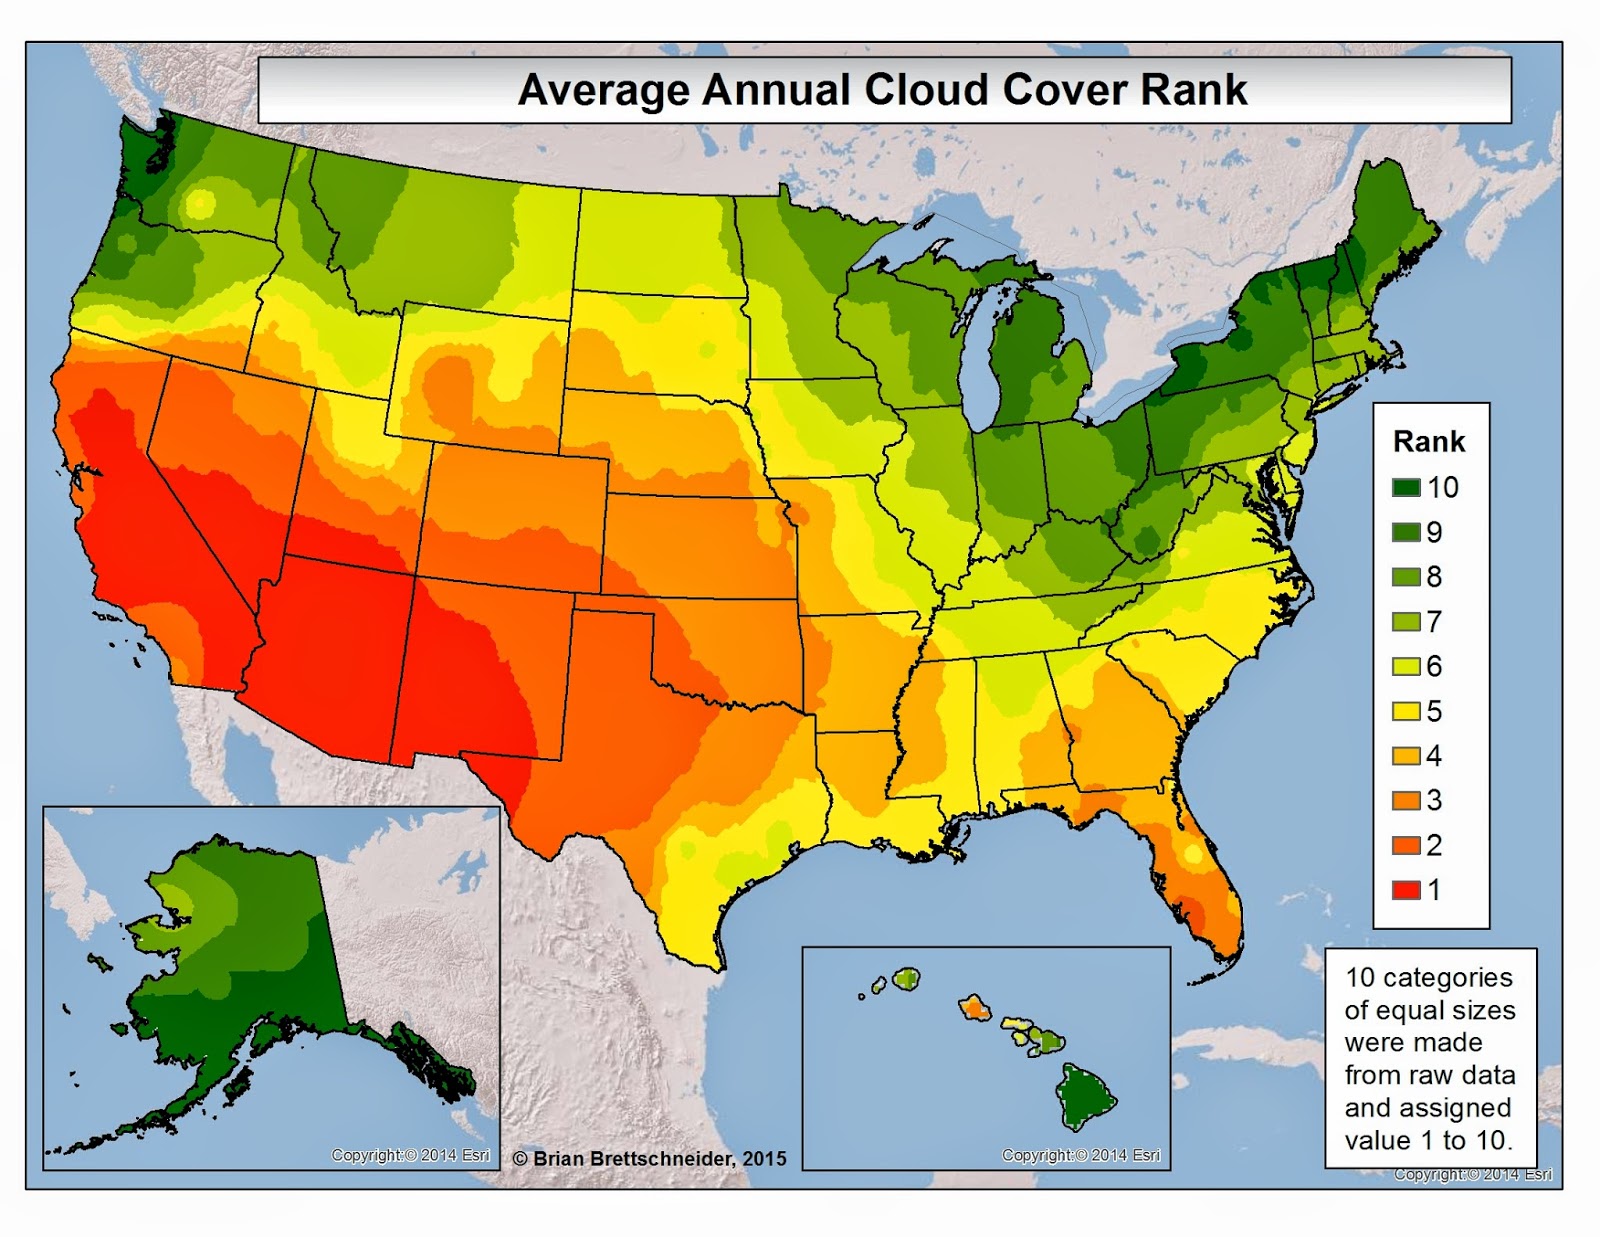 Average Annual Cloud Cover Rank
Rank
10
9
8
7
6
5
4
3
2
1
10 categories
of equal sizes
were made
from raw data
and assigned
value 1 to 10.
Copyright:© 2014 Esri
© Brian Brettschneider, 2015
Copyright:© 2014 Esri
Copyright:© 2014 Esri